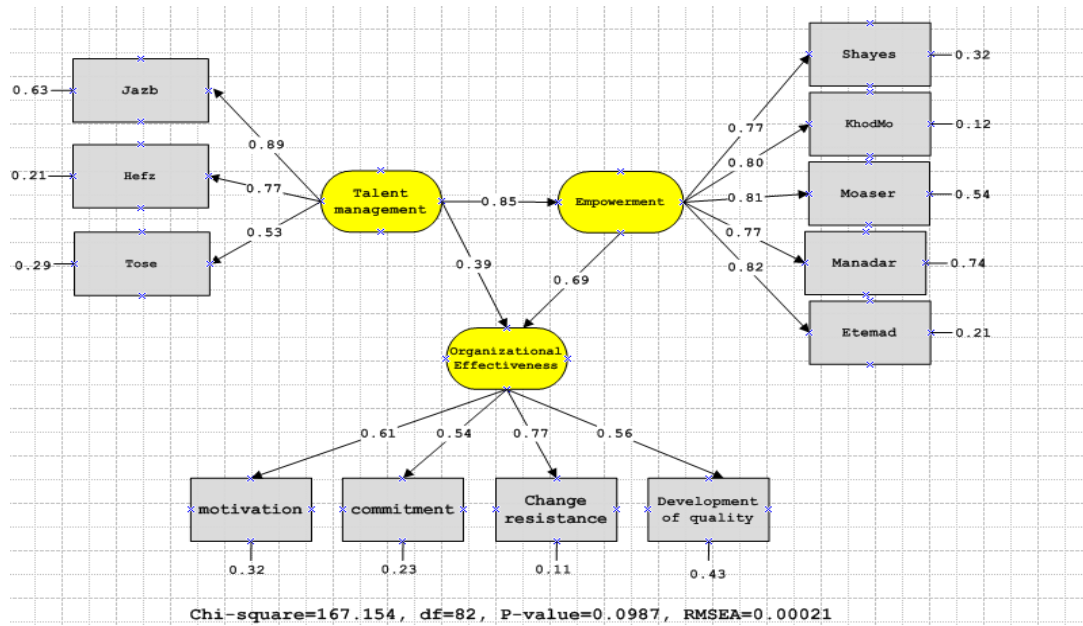 0.63
Jazb
0.89
0.21
Hefz
0.77
0.29
Tose
0.53
Talent
management
0.85
Empowerment
0.39
0.69
0.77
Shayes
0.32
0.80
KhodMo
0.12
0.81
Moaser
0.54
0.77
Manadar
0.74
0.82
Etemad
0.21
Organizational
Effectiveness
0.61
0.54
0.77
0.56
motivation
commitment
Change
resistance
Development
of quality
0.32
0.23
0.11
0.43
Chi-square=167.154, df=82, P-value=0.0987, RMSEA=0.00021